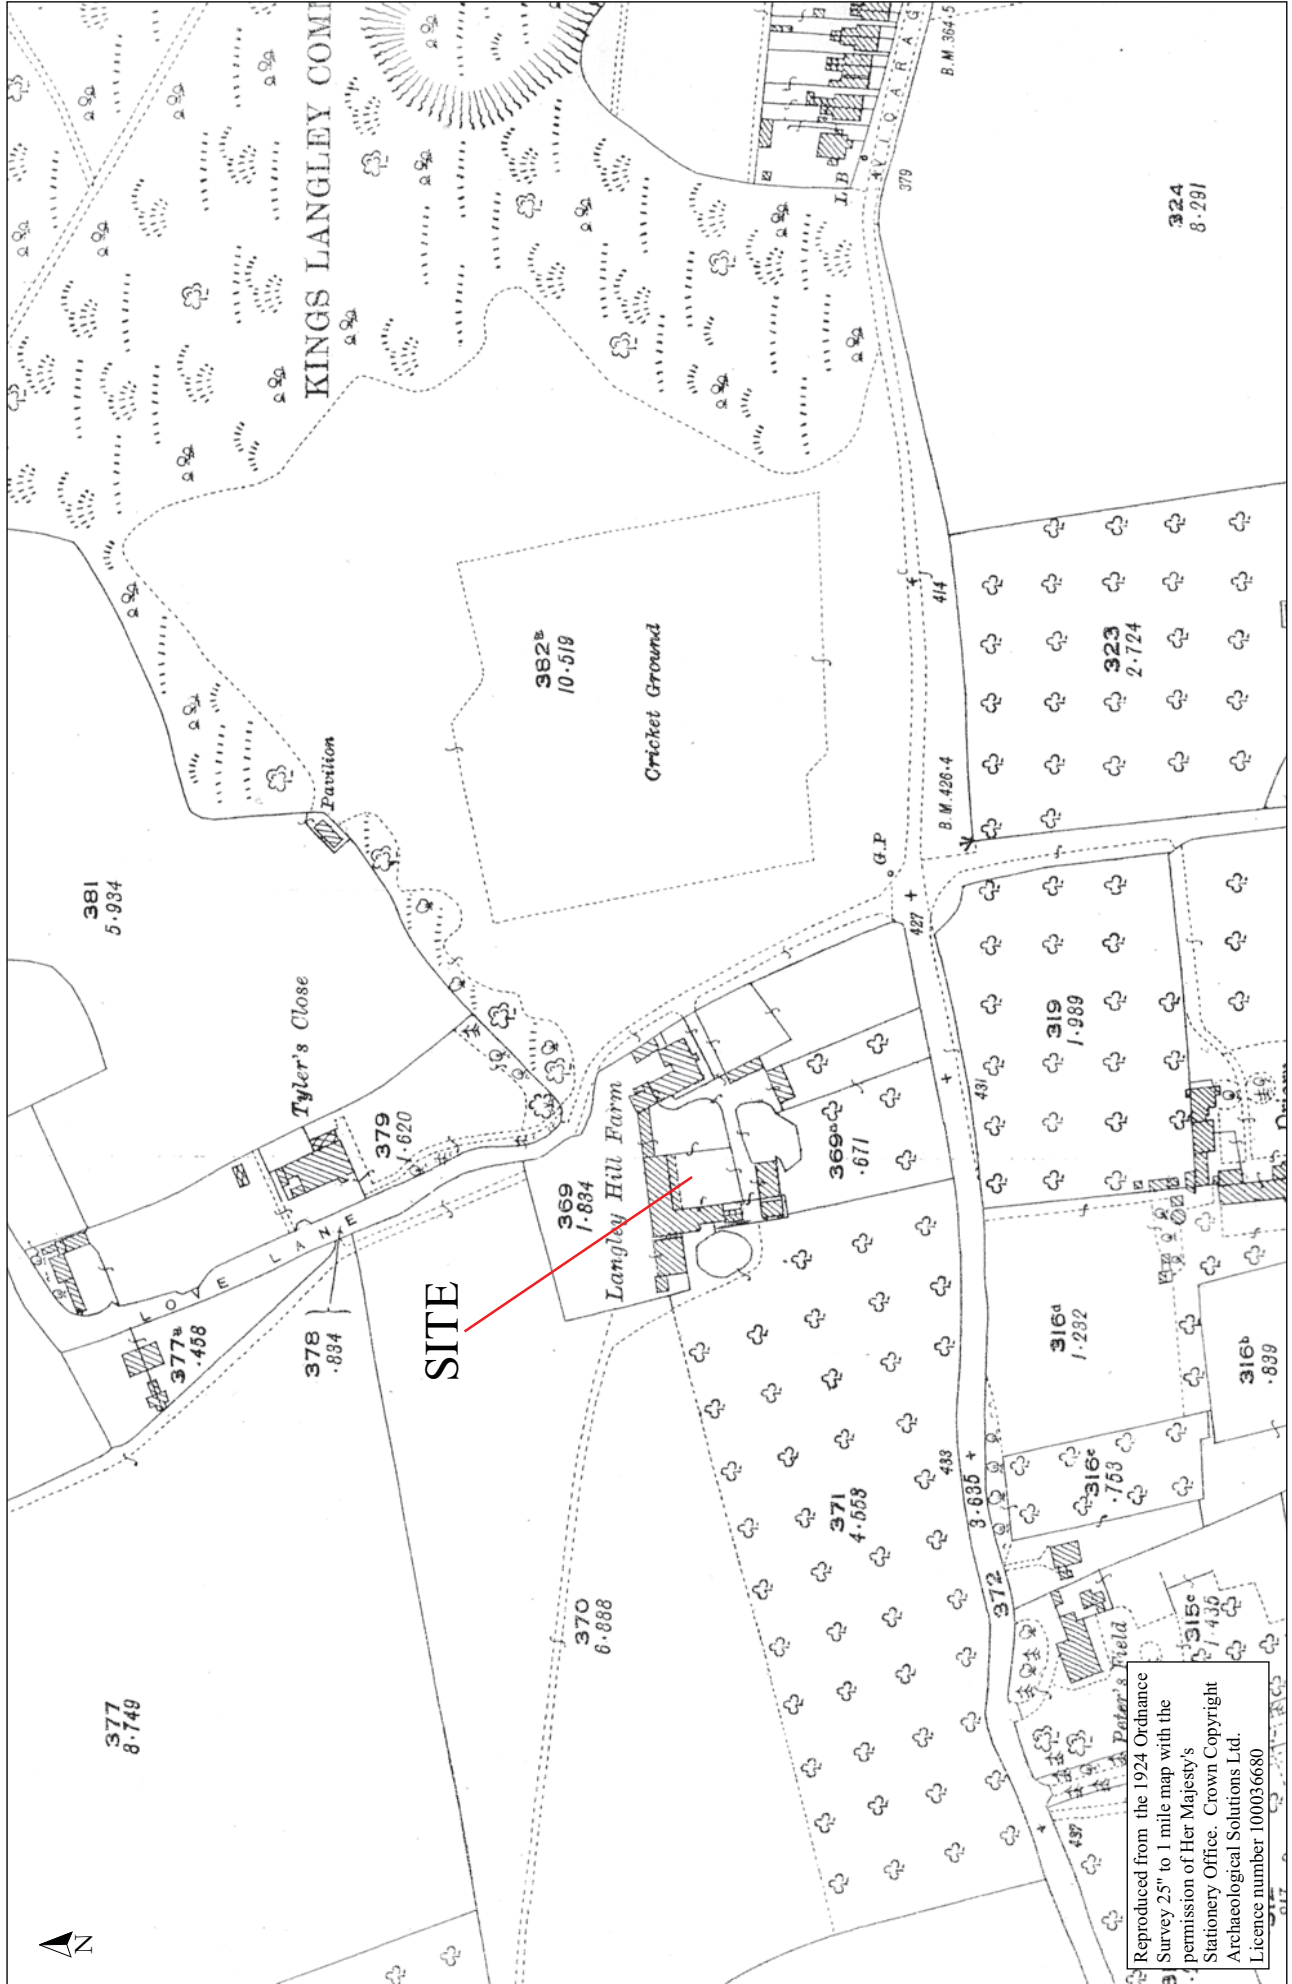 N
377
8·749
377a
·458
LOVE LANE
378
·834
Tyler's Close
379
1·620
381
5·934
Pavilion
KINGS LANGLEY COM
SITE
369
1·834
Langley Hill Farm
370
6·888
382a
10·519
Cricket Ground
371
4·558
369a
·671
G.P
427
B.M.426·4
414
L.B
VICARAG
379
B.M.364·5
324
8·291
433
431
3·635
372
437
319
1·989
323
2·724
316d
1·232
316c
·753
316b
·839
315c
1·435
Peter's Field
Reproduced from the 1924 Ordnance
Survey 25" to 1 mile map with the
permission of Her Majesty's
Stationery Office. Crown Copyright
Archaeological Solutions Ltd.
Licence number 100036680